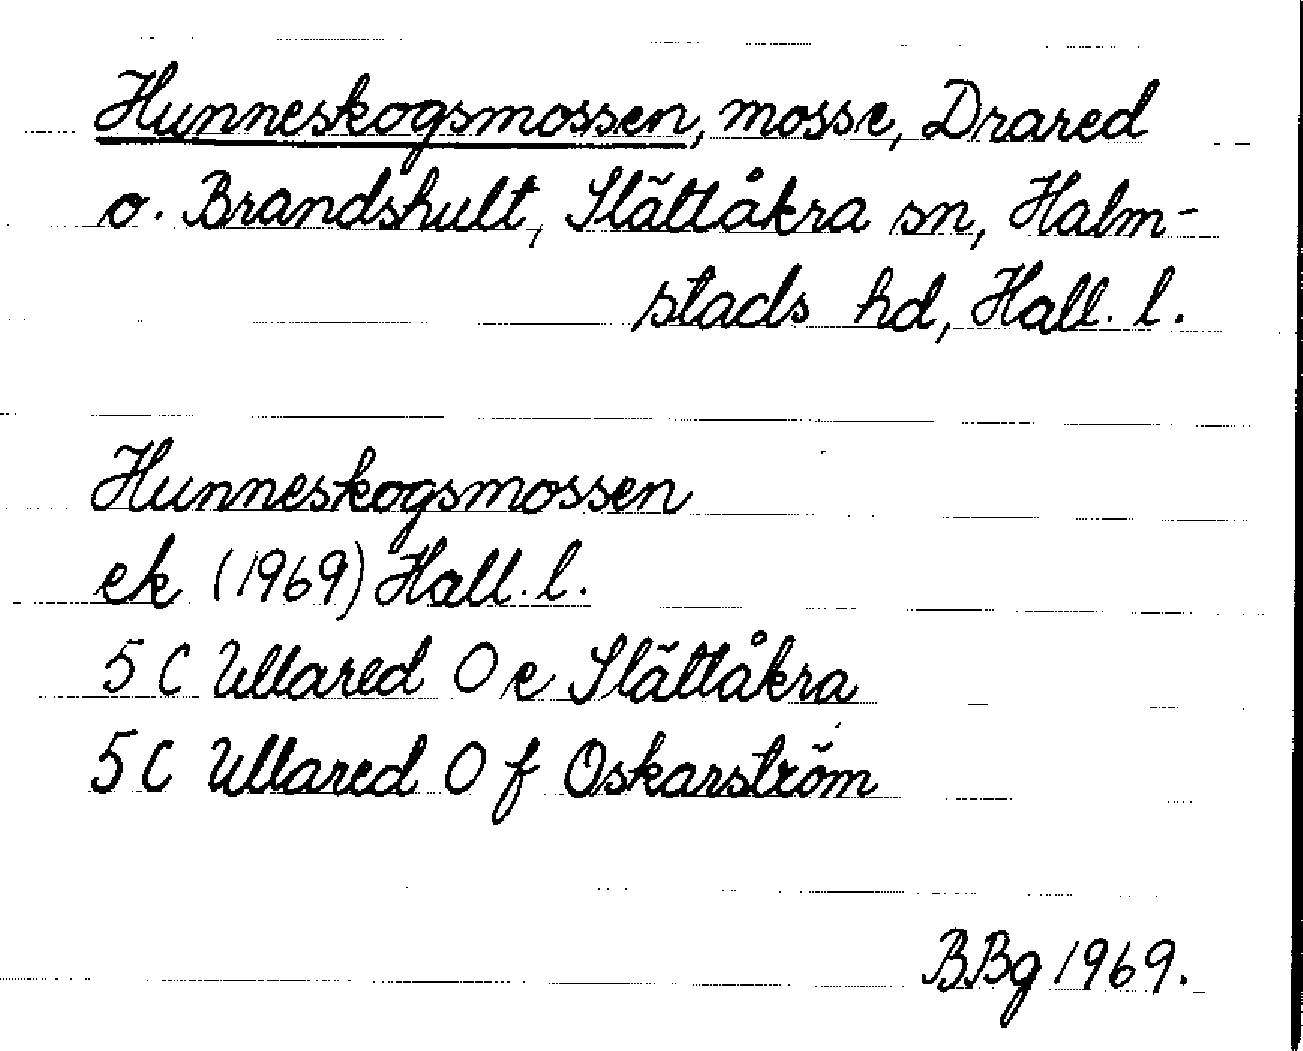 Hunneskogsmossen, mosse, Drared
o. Brandshult, Slättåkra sn, Halm-
stads hd, Hall. l.
Hunneskogsmossen
ek (1969) Hall. l.
5 C Ullared 0 e Slättåkra
5 C Ullared 0 f Oskarström
BBg 1969.